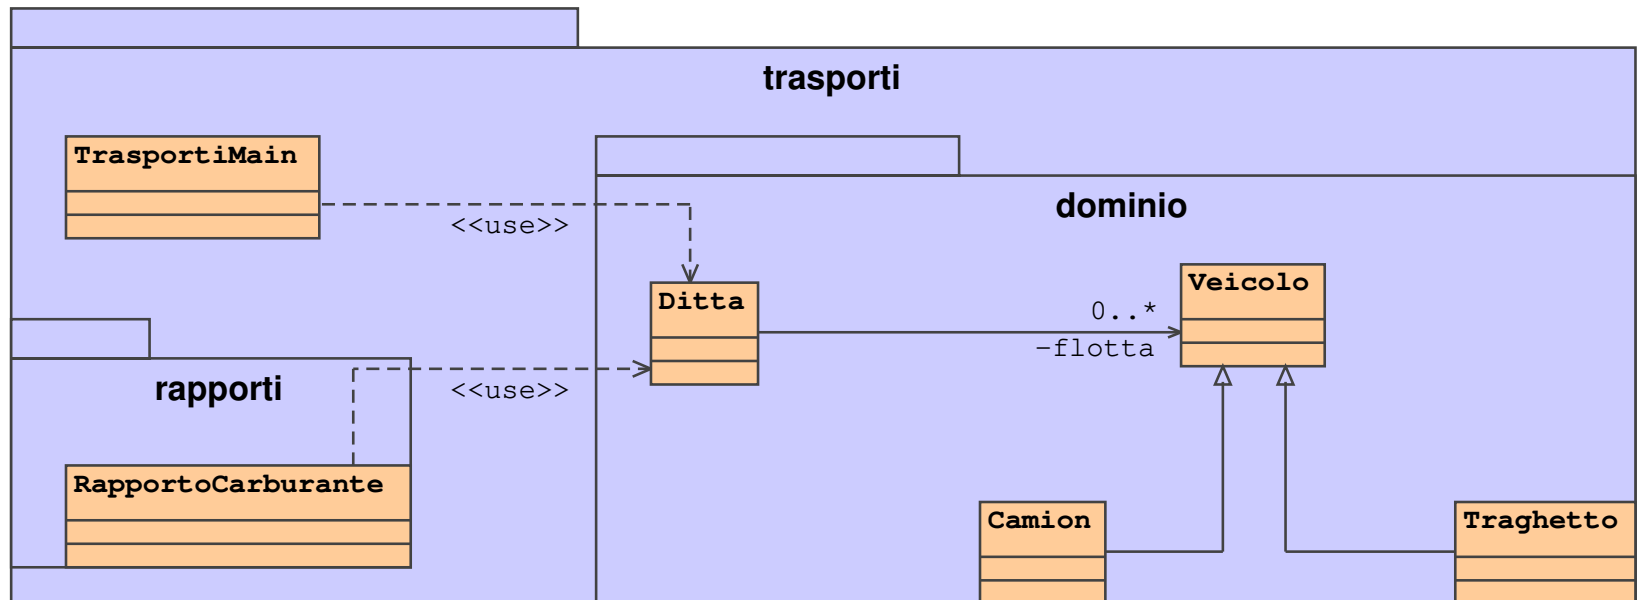 trasporti
TrasportiMain
<<use>>
dominio
Veicolo
Ditta
0..*
-flotta
rapporti
<<use>>
RapportoCarburante
Camion
Traghetto